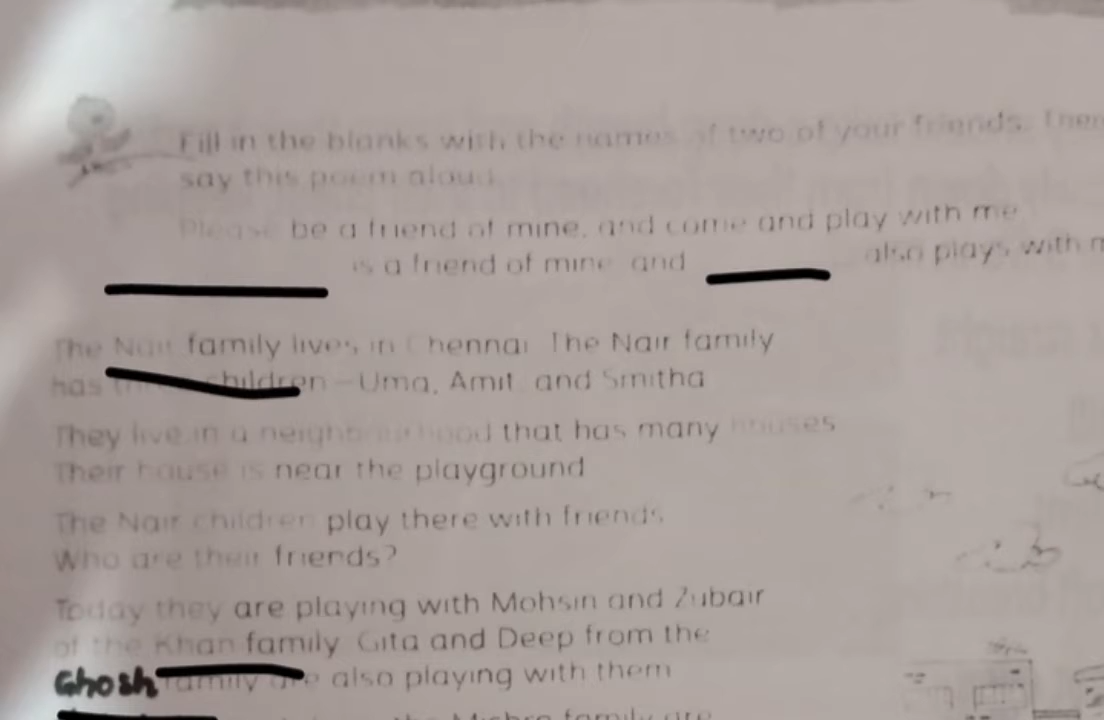 Fill in the blanks with the names of two of your friends. Then
say this poem aloud
Please be a friend of mine, and come and play with me
is a friend of mine and also plays with
The Nair family lives in Chennai The Nair family
has three children – Uma, Amit, and Smitha
They live in a neighbourhood that has many houses
Their house is near the playground
The Nair children play there with friends
Who are their friends?
Today they are playing with Mohsin and Zubair
of the Khan family Gita and Deep from the
Ghosh family are also playing with them
the Mishra family are